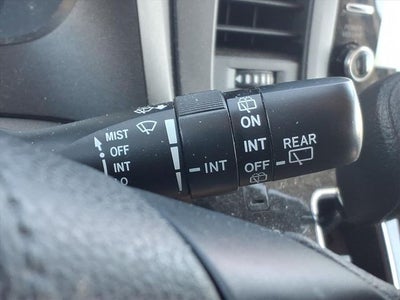 MIST
OFF
INT
INT
ON
INT
OFF
REAR